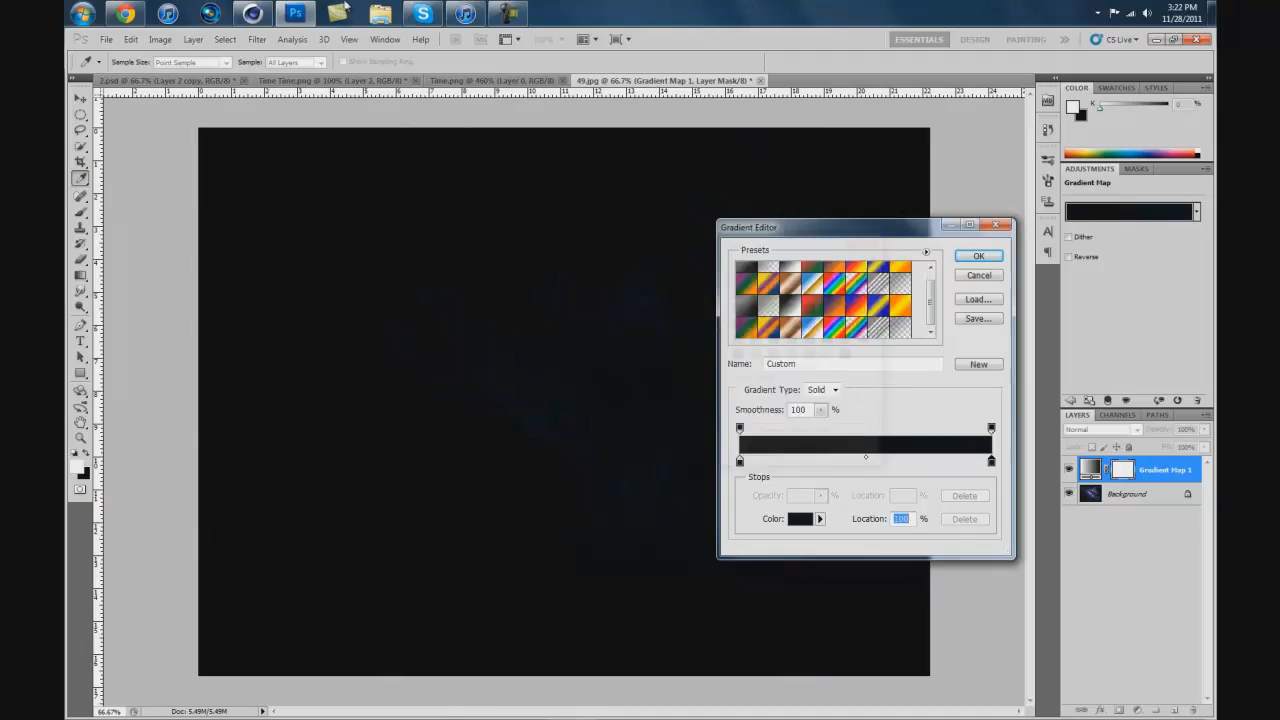 3:22 PM
11/28/2011
Ps
File Edit Image Layer Select Filter Analysis 3D View Window Help
ESSENTIALS DESIGN PAINTING CS Live
Sample Size: Point Sample Sample: All Layers Show Sampling Ring
2.psd @ 66.7% (Layer 2 copy, RGB/8) * Time Time.png @ 100% (Layer 2, RGB/8) * Time.png @ 460% (Layer 0, RGB/8) 49.jpg @ 66.7% (Gradient Map 1, Layer Mask/8) *
COLOR SWATCHES STYLES
K 0 %
ADJUSTMENTS MASKS
Gradient Map
Dither
Reverse
Gradient Editor
Presets
OK
Cancel
Load...
Save...
Name: Custom New
Gradient Type: Solid
Smoothness: 100 %
Stops
Opacity: % Location: % Delete
Color: Location: 100 % Delete
LAYERS CHANNELS PATHS
Normal Opacity: 100%
Lock: Fill: 100%
Gradient Map 1
Background
66.67% Doc: 5.49M/5.49M